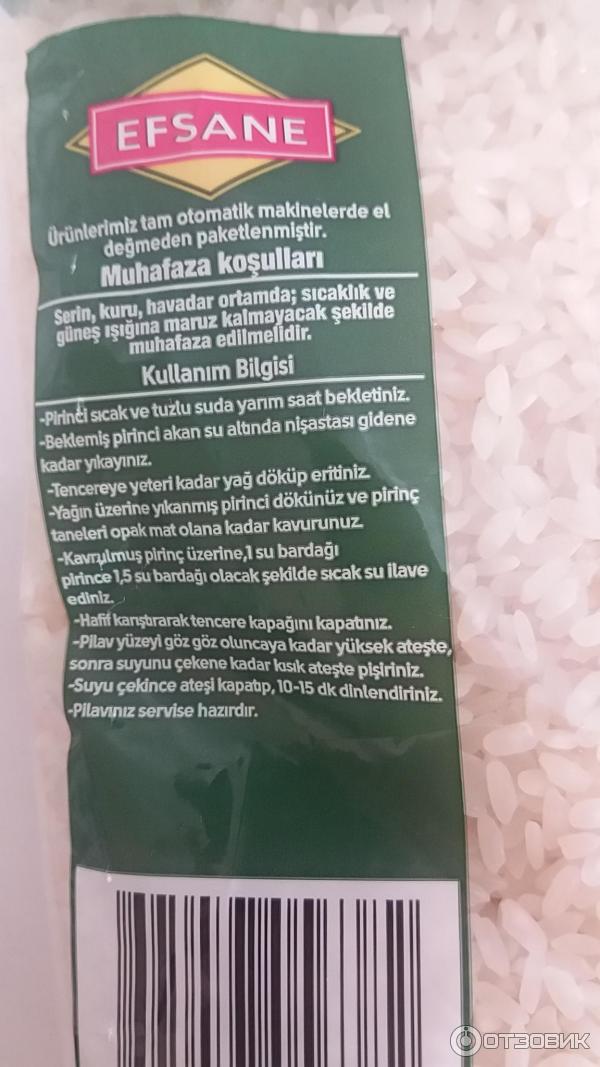 EFSANE
Ürünlerimiz tam otomatik makinelerde el
değmeden paketlenmiştir.
Muhafaza koşulları
Serin, kuru, havadar ortamda; sıcaklık ve
güneş ışığına maruz kalmayacak şekilde
muhafaza edilmelidir.
Kullanım Bilgisi
-Pirinci sıcak ve tuzlu suda yarım saat bekletiniz.
-Beklemiş pirinci akan su altında nişastası gidene
kadar yıkayınız.
-Tencereye yeteri kadar yağ döküp eritiniz.
-Yağın üzerine yıkanmış pirinci dökünüz ve pirinç
taneleri opak mat olana kadar kavurunuz.
-Kavrulmuş pirinç üzerine,1 su bardağı
pirince 1,5 su bardağı olacak şekilde sıcak su ilave
ediniz.
-Hafif karıştırarak tencere kapağını kapatınız.
-Pilav yüzeyi göz göz oluncaya kadar yüksek ateşte,
sonra suyunu çekene kadar kısık ateşte pişiriniz.
-Suyu çekince ateşi kapatıp, 10-15 dk dinlendiriniz.
-Pilavınız servise hazırdır.
ОТЗОВИК